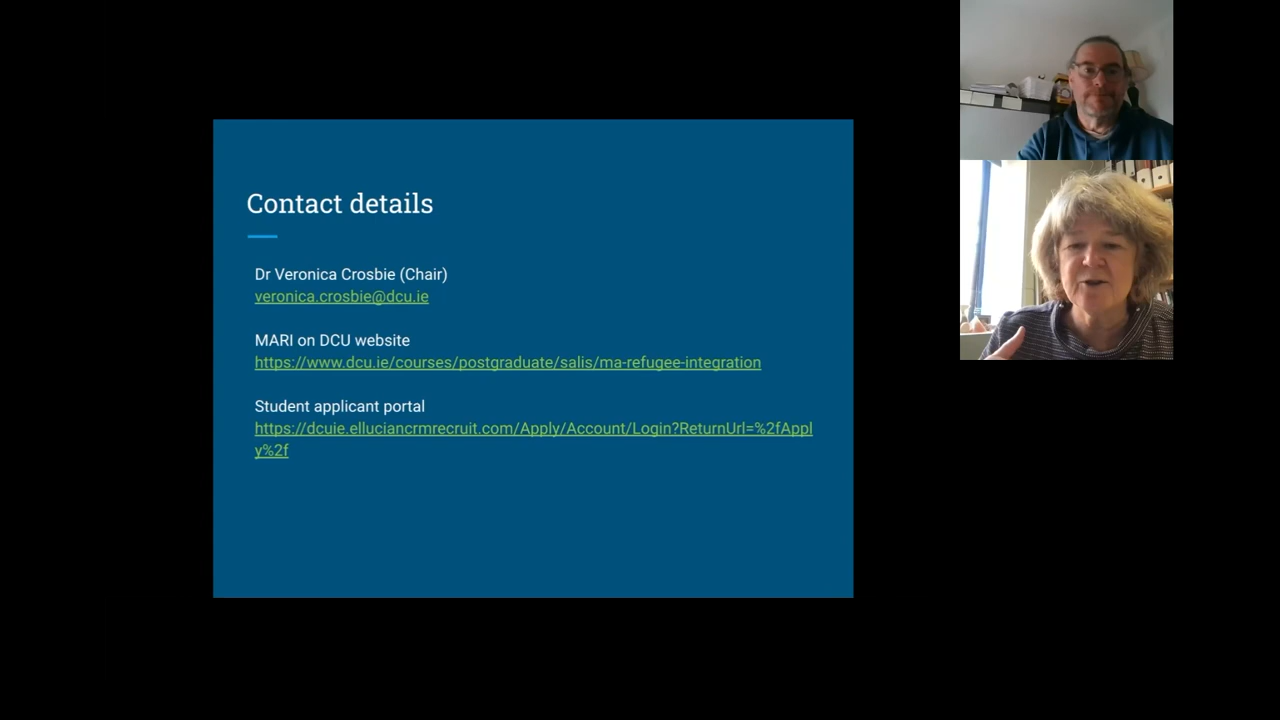 Contact details
Dr Veronica Crosbie (Chair)
veronica.crosbie@dcu.ie
MARI on DCU website
https://www.dcu.ie/courses/postgraduate/salis/ma-refugee-integration
Student applicant portal
https://dcuie.elluciancrmrecruit.com/Apply/Account/Login?ReturnUrl=%2fAppl
y%2f